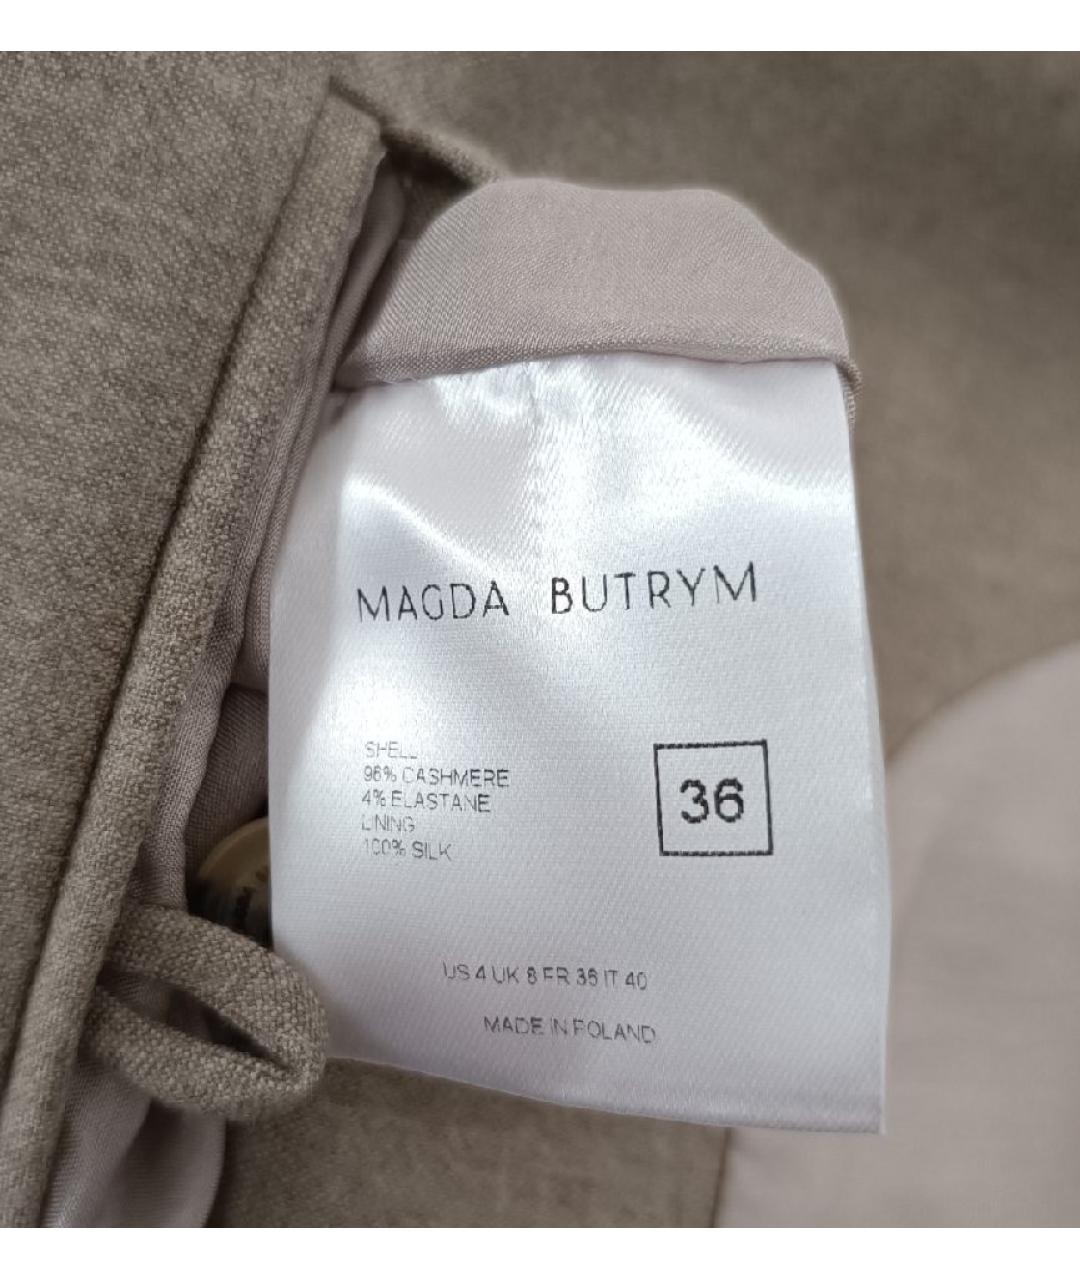 MAGDA BUTRYM
SHELL
96% CASHMERE
4% ELASTANE
LINING
100% SILK
36
US 4 UK 8 FR 36 IT 40
MADE IN POLAND